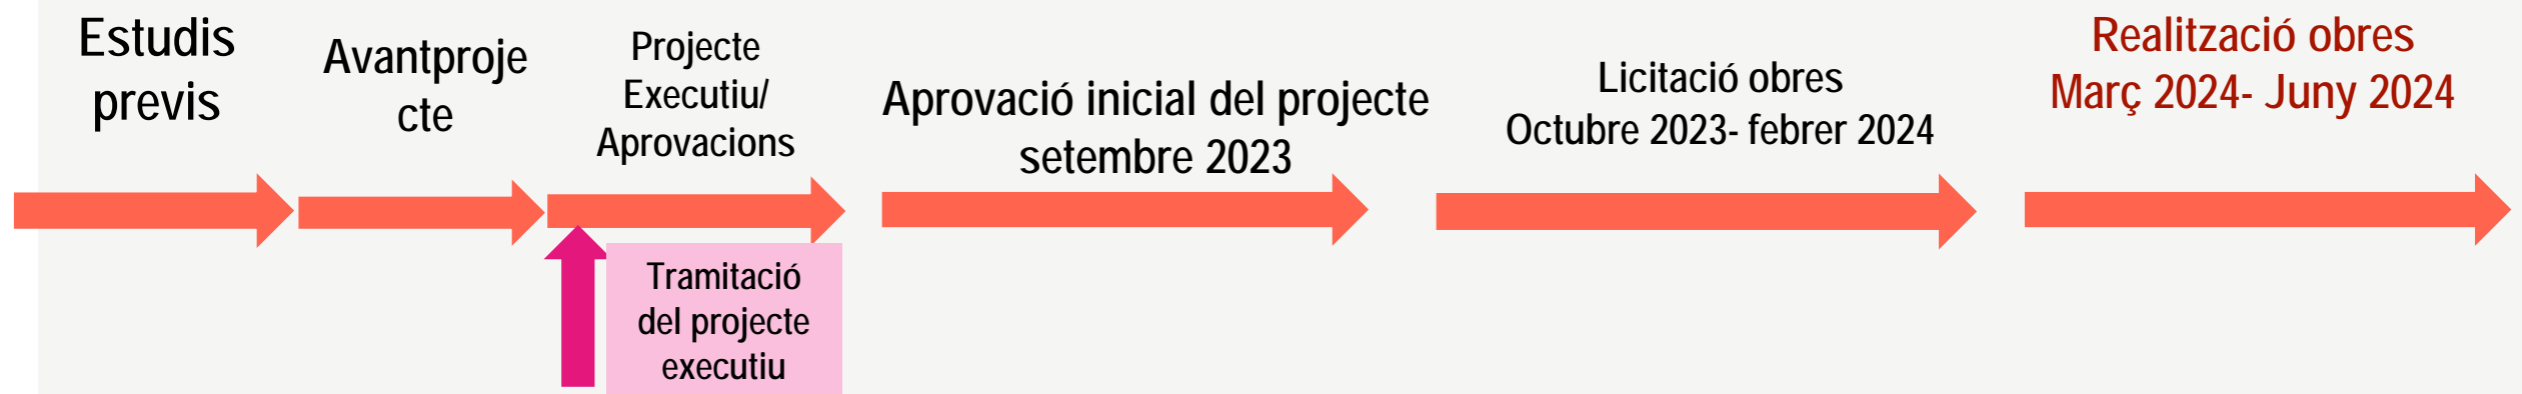 Estudis
previs
Avantproje
cte
Projecte
Executiu/
Aprovacions
Aprovació inicial del projecte
setembre 2023
Licitació obres
Octubre 2023- febrer 2024
Realització obres
Març 2024- Juny 2024
Tramitació
del projecte
executiu